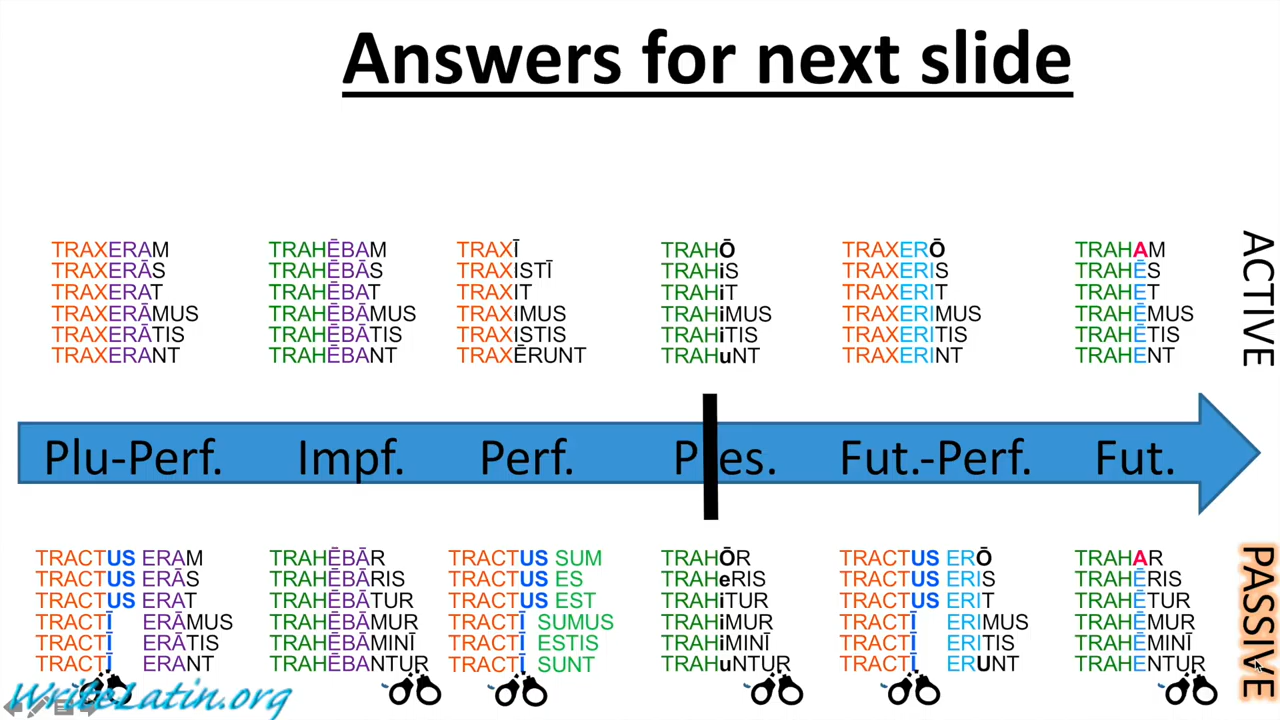 Answers for next slide
TRAXERAM
TRAXERĀS
TRAXERAT
TRAXERĀMUS
TRAXERĀTIS
TRAXERANT
TRAHĒBAM
TRAHĒBĀS
TRAHĒBAT
TRAHĒBĀMUS
TRAHĒBĀTIS
TRAHĒBANT
TRAXĪ
TRAXISTĪ
TRAXIT
TRAXIMUS
TRAXISTIS
TRAXĒRUNT
TRAHŌ
TRAHiS
TRAHiT
TRAHiMUS
TRAHiTIS
TRAHuNT
TRAXERŌ
TRAXERIS
TRAXERIT
TRAXERIMUS
TRAXERITIS
TRAXERINT
TRAHAM
TRAHĒS
TRAHET
TRAHĒMUS
TRAHĒTIS
TRAHENT
ACTIVE
Plu-Perf. Impf. Perf. Pres. Fut.-Perf. Fut.
TRACTUS ERAM
TRACTUS ERĀS
TRACTUS ERAT
TRACTĪ ERĀMUS
TRACTĪ ERĀTIS
TRACTĪ ERANT
TRAHĒBĀR
TRAHĒBĀRIS
TRAHĒBĀTUR
TRAHĒBĀMUR
TRAHĒBĀMINĪ
TRAHĒBANTUR
TRACTUS SUM
TRACTUS ES
TRACTUS EST
TRACTĪ SUMUS
TRACTĪ ESTIS
TRACTĪ SUNT
TRAHŌR
TRAHeRIS
TRAHiTUR
TRAHiMUR
TRAHiMINĪ
TRAHuNTUR
TRACTUS ERŌ
TRACTUS ERIS
TRACTUS ERIT
TRACTĪ ERIMUS
TRACTĪ ERITIS
TRACTĪ ERUNT
TRAHAR
TRAHĒRIS
TRAHĒTUR
TRAHĒMUR
TRAHĒMINĪ
TRAHENTUR
PASSIVE
WriteLatin.org